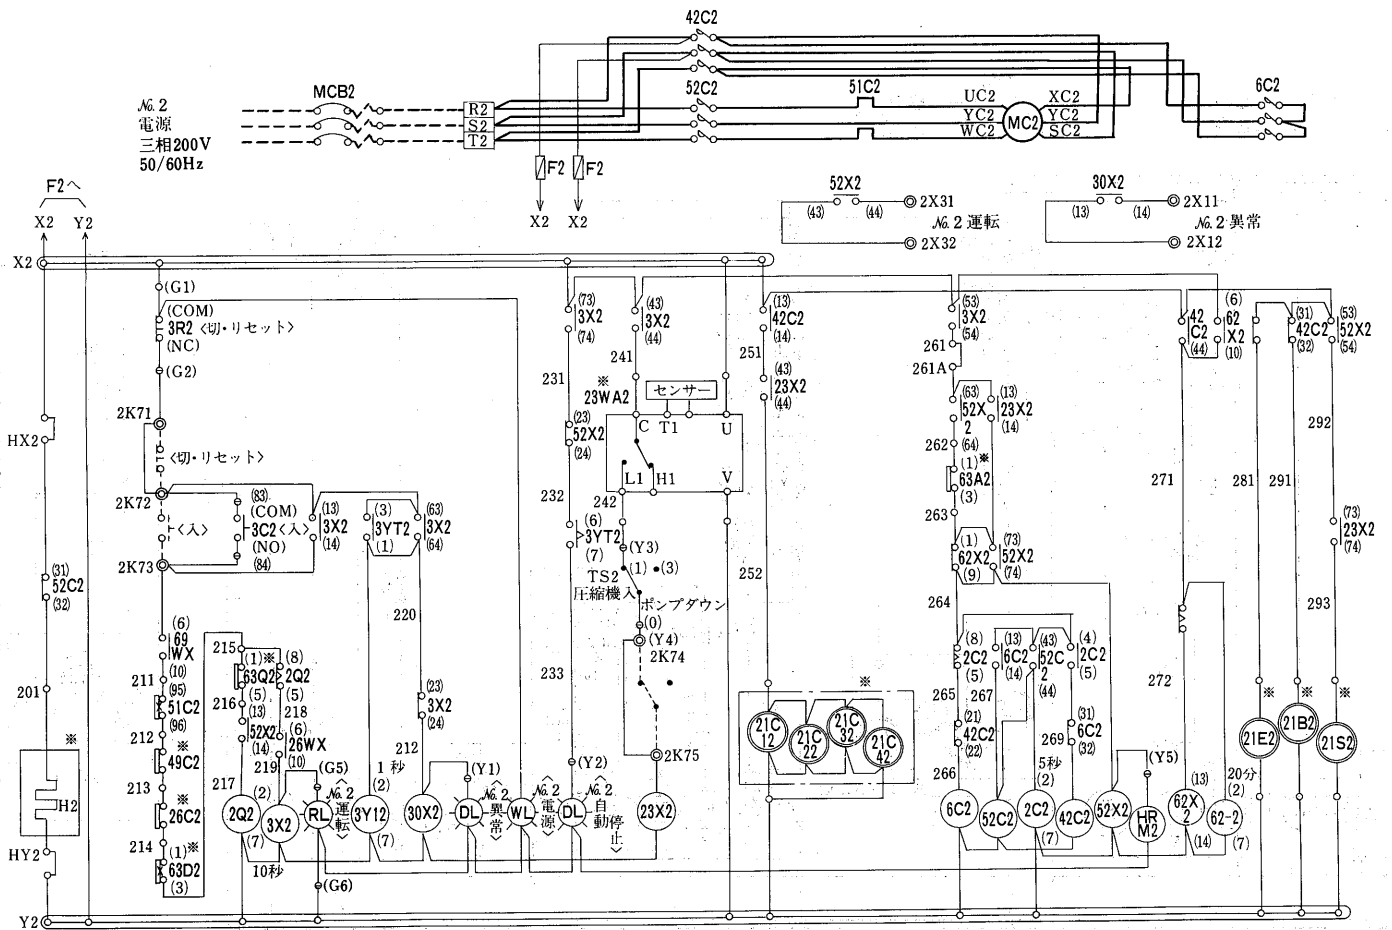 42C2
MCB2
52C2
51C2
6C2
№2
電源
三相200V
50/60Hz
R2
S2
T2
UC2
YC2
WC2
MC2
XC2
YC2
SC2
F2
F2
X2
X2
F2へ
X2
Y2
52X2
(43)
(44)
2X31
№2 運転
2X32
30X2
(13)
(14)
2X11
№2 異常
2X12
X2
(G1)
(COM)
3R2 〈切・リセット〉
(NC)
(G2)
2K71
〈切・リセット〉
2K72
〈入〉
(83)
(COM)
3C2〈入〉
(NO)
(84)
2K73
(13)
3X2
(14)
(3)
3YT2
(1)
(63)
3X2
(64)
HX2
(31)
52C2
(32)
201
※
H2
HY2
Y2
(6)
69
WX
(10)
211
(95)
51C2
(96)
212
※
49C2
213
※
26C2
214
(1)※
63D2
(3)
215
(1)※
63Q2
(5)
216
(13)
52X2
(14)
217
(8)
2Q2
(5)
218
(6)
26WX
(10)
219
2Q2
(2)
3X2
(7)
10秒
(G5)
RL
〈№2 運転〉
(G6)
1秒
(2)
3Y12
(7)
220
(23)
3X2
(24)
212
30X2
(Y1)
DL
〈№2 異常〉
WL
〈№2 電源〉
(Y2)
DL
〈№2 自動停止〉
(73)
3X2
(74)
231
(23)
52X2
(24)
232
(6)
3YT2
(7)
233
(43)
3X2
(44)
241
※
23WA2
センサー
C
T1
U
L1
H1
V
242
(Y3)
TS2
(1)
(3)
圧縮機入
ポンプダウン
(0)
(Y4)
2K74
2K75
23X2
(13)
42C2
(14)
251
(43)
23X2
(44)
252
※
21C
12
21C
22
21C
32
21C
42
(53)
3X2
(54)
261
261A
(63)
52X
2
(64)
(13)
23X2
(14)
262
(1)※
63A2
(3)
263
(1)
62X2
(9)
(73)
52X2
(74)
264
(8)
2C2
(5)
265
(21)
42C2
(22)
266
6C2
(13)
6C2
(14)
267
52C2
(43)
52C
2
(44)
5秒
(2)
2C2
(7)
(4)
2C2
(5)
(31)
6C2
(32)
269
42C2
52X2
(Y5)
HR
M2
42
C2
(44)
(6)
62
X2
(10)
271
272
(13)
62X
2
(14)
20分
(2)
62-2
(7)
281
※
21E2
(31)
42C2
(32)
291
※
21B2
(53)
52X2
(54)
292
(73)
23X2
(74)
293
※
21S2